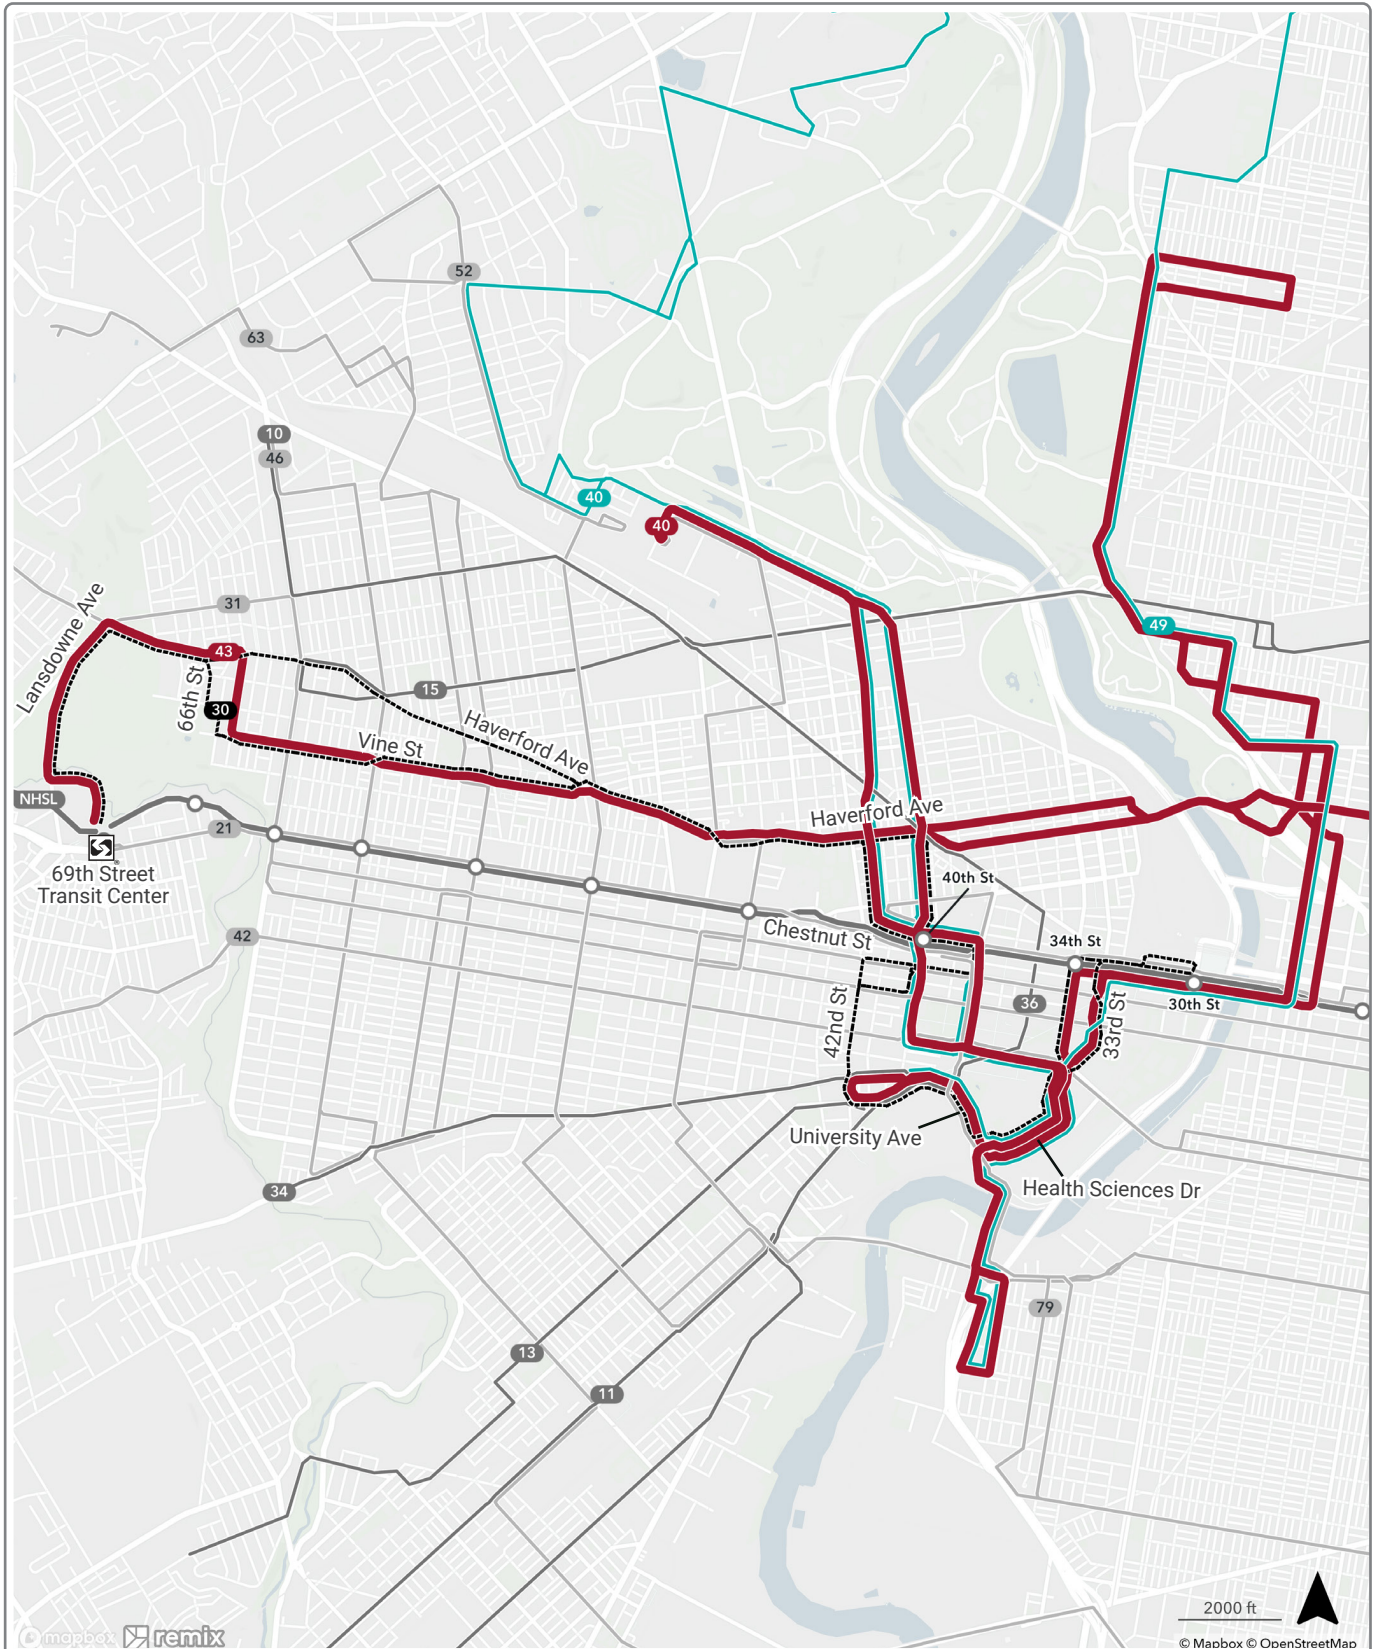 52
63
10
46
40
40
31
Lansdowne Ave
49
43
66th St
30
15
Haverford Ave
Vine St
NHSL
Haverford Ave
21
69th Street
Transit Center
40th St
42
Chestnut St
34th St
30th St
36
42nd St
33rd St
University Ave
Health Sciences Dr
34
79
13
11
2000 ft
mapbox remix
© Mapbox © OpenStreetMap